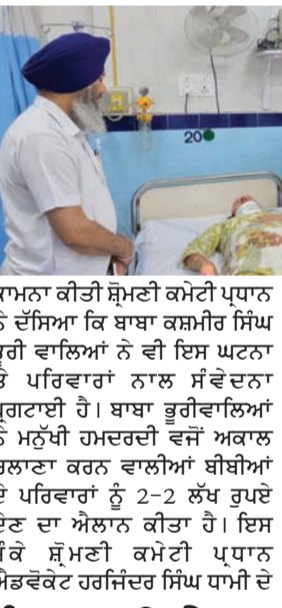 20
ਕਾਮਨਾ ਕੀਤੀ ਸ਼੍ਰੋਮਣੀ ਕਮੇਟੀ ਪ੍ਰਧਾਨ
ਨੇ ਦੱਸਿਆ ਕਿ ਬਾਬਾ ਕਸ਼ਮੀਰ ਸਿੰਘ
ਭੂਰੀ ਵਾਲਿਆਂ ਨੇ ਵੀ ਇਸ ਘਟਨਾ
ਤੇ ਪਰਿਵਾਰਾਂ ਨਾਲ ਸੰਵੇਦਨਾ
ਪ੍ਰਗਟਾਈ ਹੈ। ਬਾਬਾ ਭੂਰੀਵਾਲਿਆਂ
ਨੇ ਮਨੁੱਖੀ ਹਮਦਰਦੀ ਵਜੋਂ ਅਕਾਲ
ਚਲਾਣਾ ਕਰਨ ਵਾਲੀਆਂ ਬੀਬੀਆਂ
ਦੇ ਪਰਿਵਾਰਾਂ ਨੂੰ 2-2 ਲੱਖ ਰੁਪਏ
ਦੇਣ ਦਾ ਐਲਾਨ ਕੀਤਾ ਹੈ। ਇਸ
ਮੌਕੇ ਸ਼੍ਰੋਮਣੀ ਕਮੇਟੀ ਪ੍ਰਧਾਨ
ਐਡਵੋਕੇਟ ਹਰਜਿੰਦਰ ਸਿੰਘ ਧਾਮੀ ਦੇ